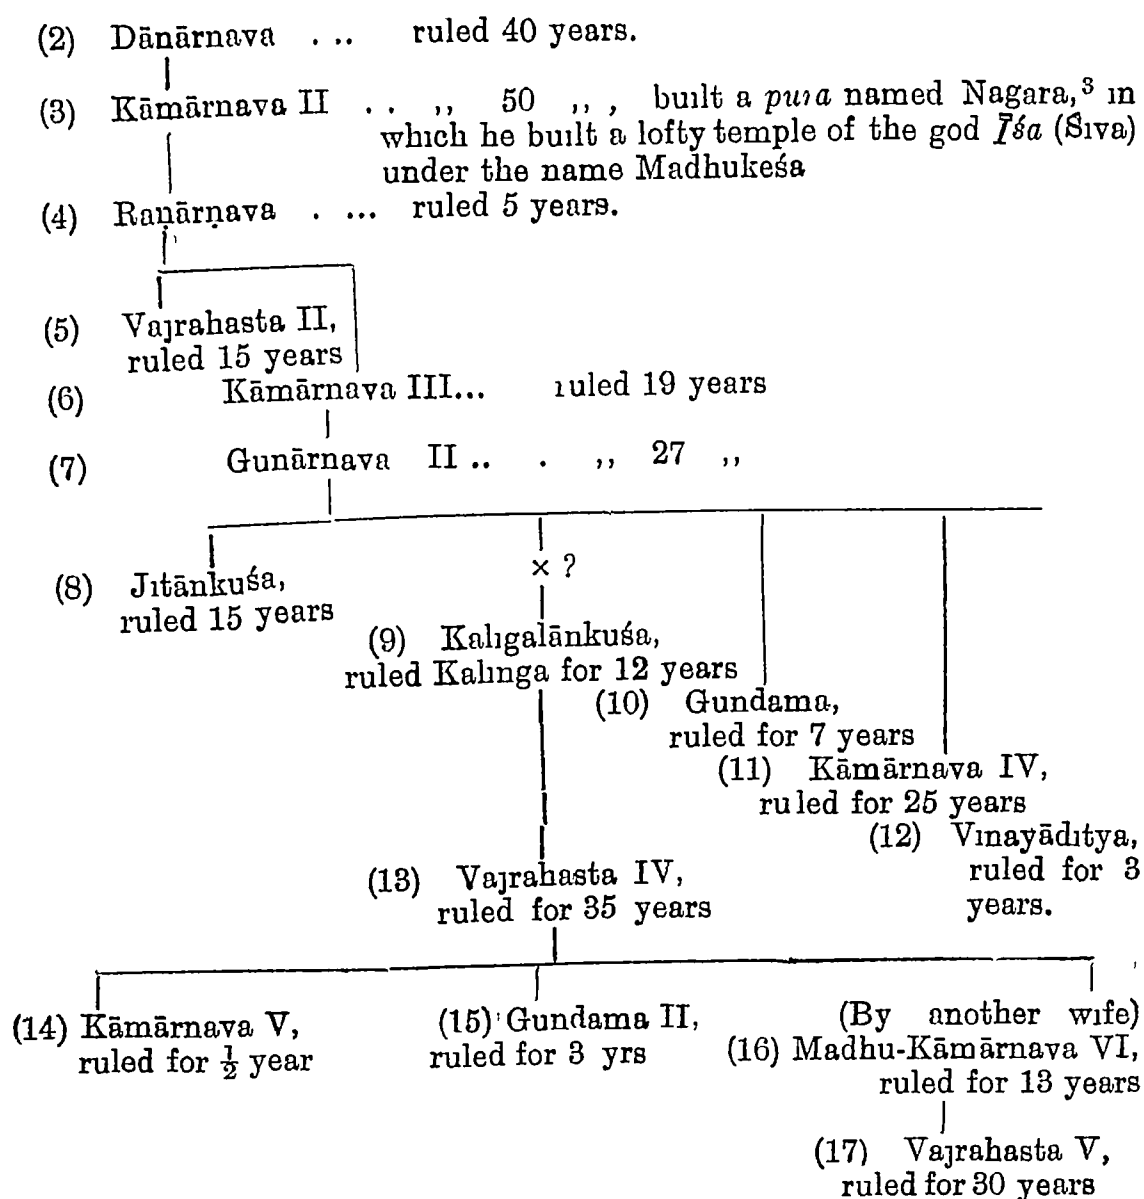 (2) Dānārnava . .. ruled 40 years.
(3) Kāmārnava II . . ,, 50 ,, , built a pura named Nagara,³ in
which he built a lofty temple of the god Īśa (Śiva)
under the name Madhukeśa
(4) Raṇārṇava . ... ruled 5 years.
(5) Vajrahasta II,
ruled 15 years
(6) Kāmārnava III... ruled 19 years
(7) Gunārnava II .. . ,, 27 ,,
× ?
(8) Jitānkuśa,
ruled 15 years
(9) Kaligalānkuśa,
ruled Kalinga for 12 years
(10) Gundama,
ruled for 7 years
(11) Kāmārnava IV,
ruled for 25 years
(12) Vinayāditya,
ruled for 3
years.
(13) Vajrahasta IV,
ruled for 35 years
(14) Kāmārnava V,
ruled for ½ year
(15) Gundama II,
ruled for 3 yrs
(By another wife)
(16) Madhu-Kāmārnava VI,
ruled for 13 years
(17) Vajrahasta V,
ruled for 30 years